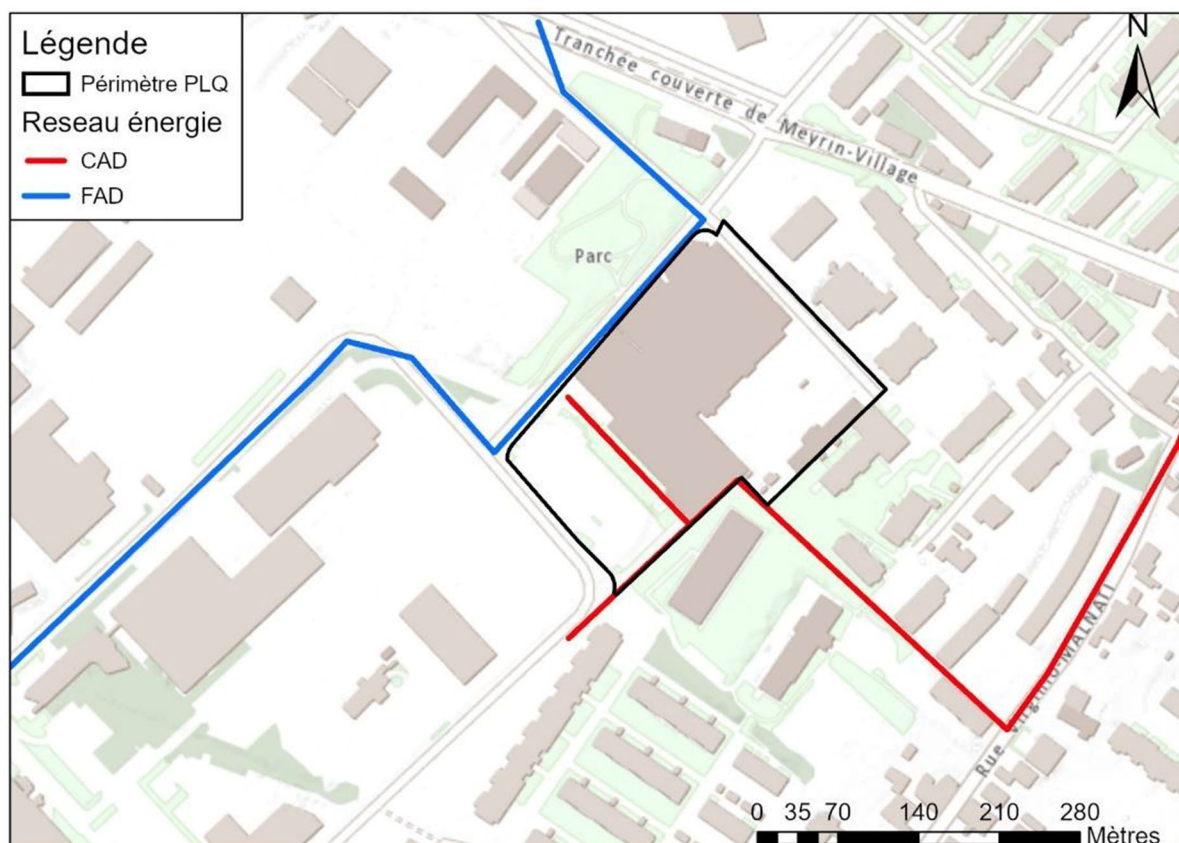 Légende
Périmètre PLQ
Reseau énergie
CAD
FAD
N
Tranchée couverte de Meyrin-Village
Parc
Rue Virginio-MALNATI
0 35 70 140 210 280
Mètres